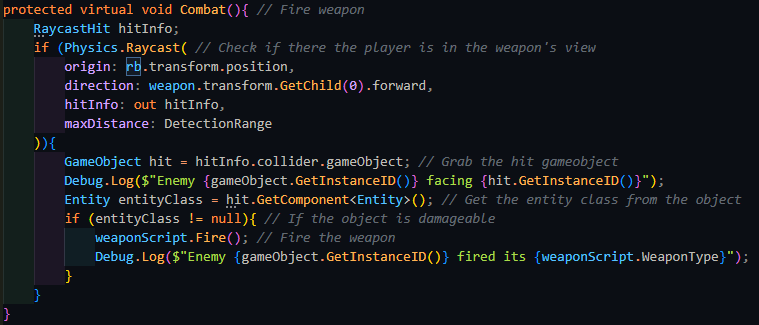 protected virtual void Combat(){ // Fire weapon
    RaycastHit hitInfo;
    if (Physics.Raycast( // Check if there the player is in the weapon's view
        origin: rb.transform.position,
        direction: weapon.transform.GetChild(0).forward,
        hitInfo: out hitInfo,
        maxDistance: DetectionRange
    )){
        GameObject hit = hitInfo.collider.gameObject; // Grab the hit gameobject
        Debug.Log($"Enemy {gameObject.GetInstanceID()} facing {hit.GetInstanceID()}");
        Entity entityClass = hit.GetComponent<Entity>(); // Get the entity class from the object
        if (entityClass != null){ // If the object is damageable
            weaponScript.Fire(); // Fire the weapon
            Debug.Log($"Enemy {gameObject.GetInstanceID()} fired its {weaponScript.WeaponType}");
        }
    }
}